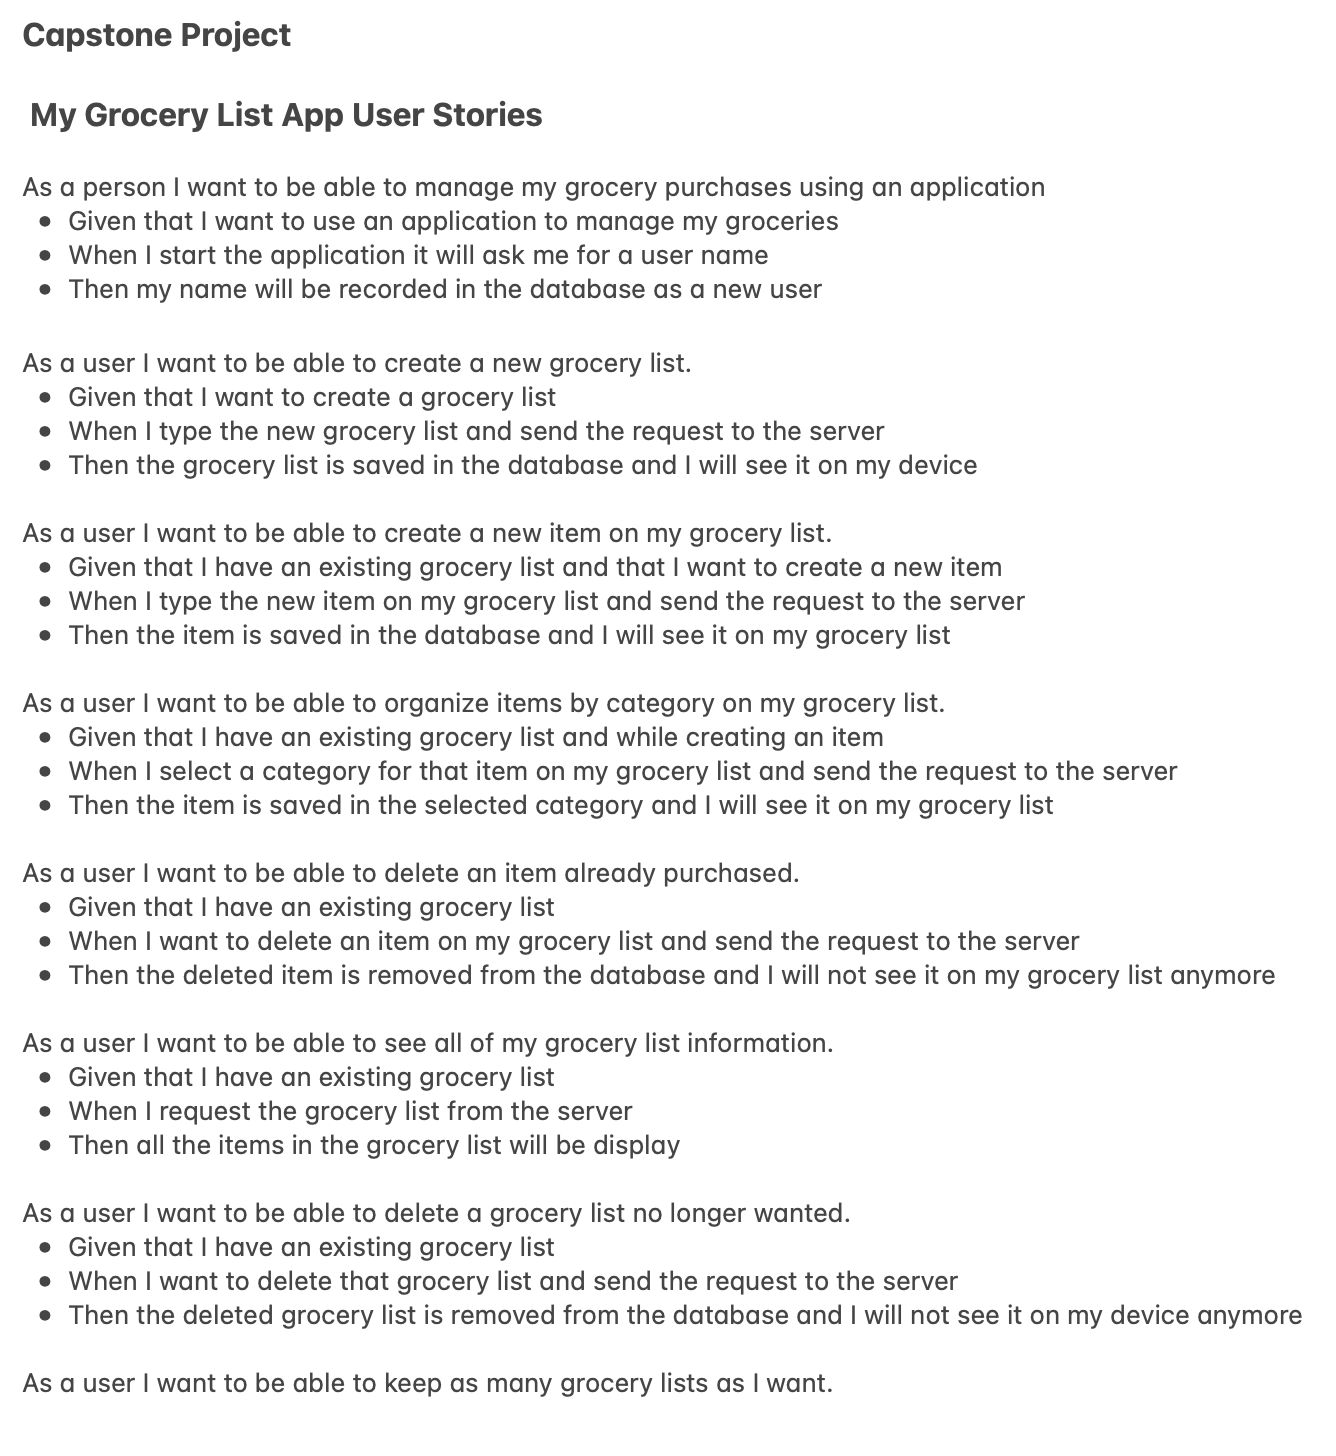 Capstone Project
My Grocery List App User Stories
As a person I want to be able to manage my grocery purchases using an application
• Given that I want to use an application to manage my groceries
• When I start the application it will ask me for a user name
• Then my name will be recorded in the database as a new user
As a user I want to be able to create a new grocery list.
• Given that I want to create a grocery list
• When I type the new grocery list and send the request to the server
• Then the grocery list is saved in the database and I will see it on my device
As a user I want to be able to create a new item on my grocery list.
• Given that I have an existing grocery list and that I want to create a new item
• When I type the new item on my grocery list and send the request to the server
• Then the item is saved in the database and I will see it on my grocery list
As a user I want to be able to organize items by category on my grocery list.
• Given that I have an existing grocery list and while creating an item
• When I select a category for that item on my grocery list and send the request to the server
• Then the item is saved in the selected category and I will see it on my grocery list
As a user I want to be able to delete an item already purchased.
• Given that I have an existing grocery list
• When I want to delete an item on my grocery list and send the request to the server
• Then the deleted item is removed from the database and I will not see it on my grocery list anymore
As a user I want to be able to see all of my grocery list information.
• Given that I have an existing grocery list
• When I request the grocery list from the server
• Then all the items in the grocery list will be display
As a user I want to be able to delete a grocery list no longer wanted.
• Given that I have an existing grocery list
• When I want to delete that grocery list and send the request to the server
• Then the deleted grocery list is removed from the database and I will not see it on my device anymore
As a user I want to be able to keep as many grocery lists as I want.